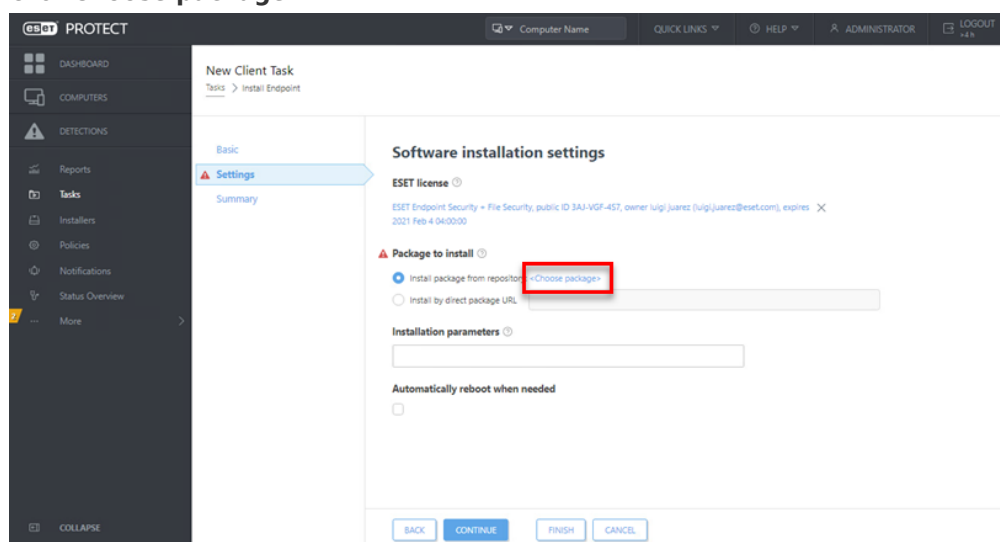 eset PROTECT
Computer Name
QUICK LINKS
HELP
ADMINISTRATOR
LOGOUT
>4 h
DASHBOARD
COMPUTERS
DETECTIONS
Reports
Tasks
Installers
Policies
Notifications
Status Overview
More
COLLAPSE
New Client Task
Tasks > Install Endpoint
Basic
Settings
Summary
Software installation settings
ESET license
ESET Endpoint Security + File Security, public ID 3AJ-VGF-4S7, owner luigi juarez (luigi.juarez@eset.com), expires
2021 Feb 4 04:00:00
Package to install
Install package from repository: <Choose package>
Install by direct package URL
Installation parameters
Automatically reboot when needed
BACK
CONTINUE
FINISH
CANCEL